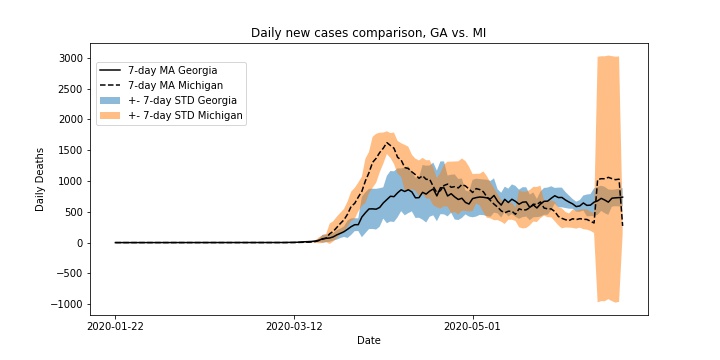 Daily new cases comparison, GA vs. MI
3000
2500
2000
1500
1000
500
0
−500
−1000
Daily Deaths
7-day MA Georgia
7-day MA Michigan
+- 7-day STD Georgia
+- 7-day STD Michigan
2020-01-22 2020-03-12 2020-05-01
Date